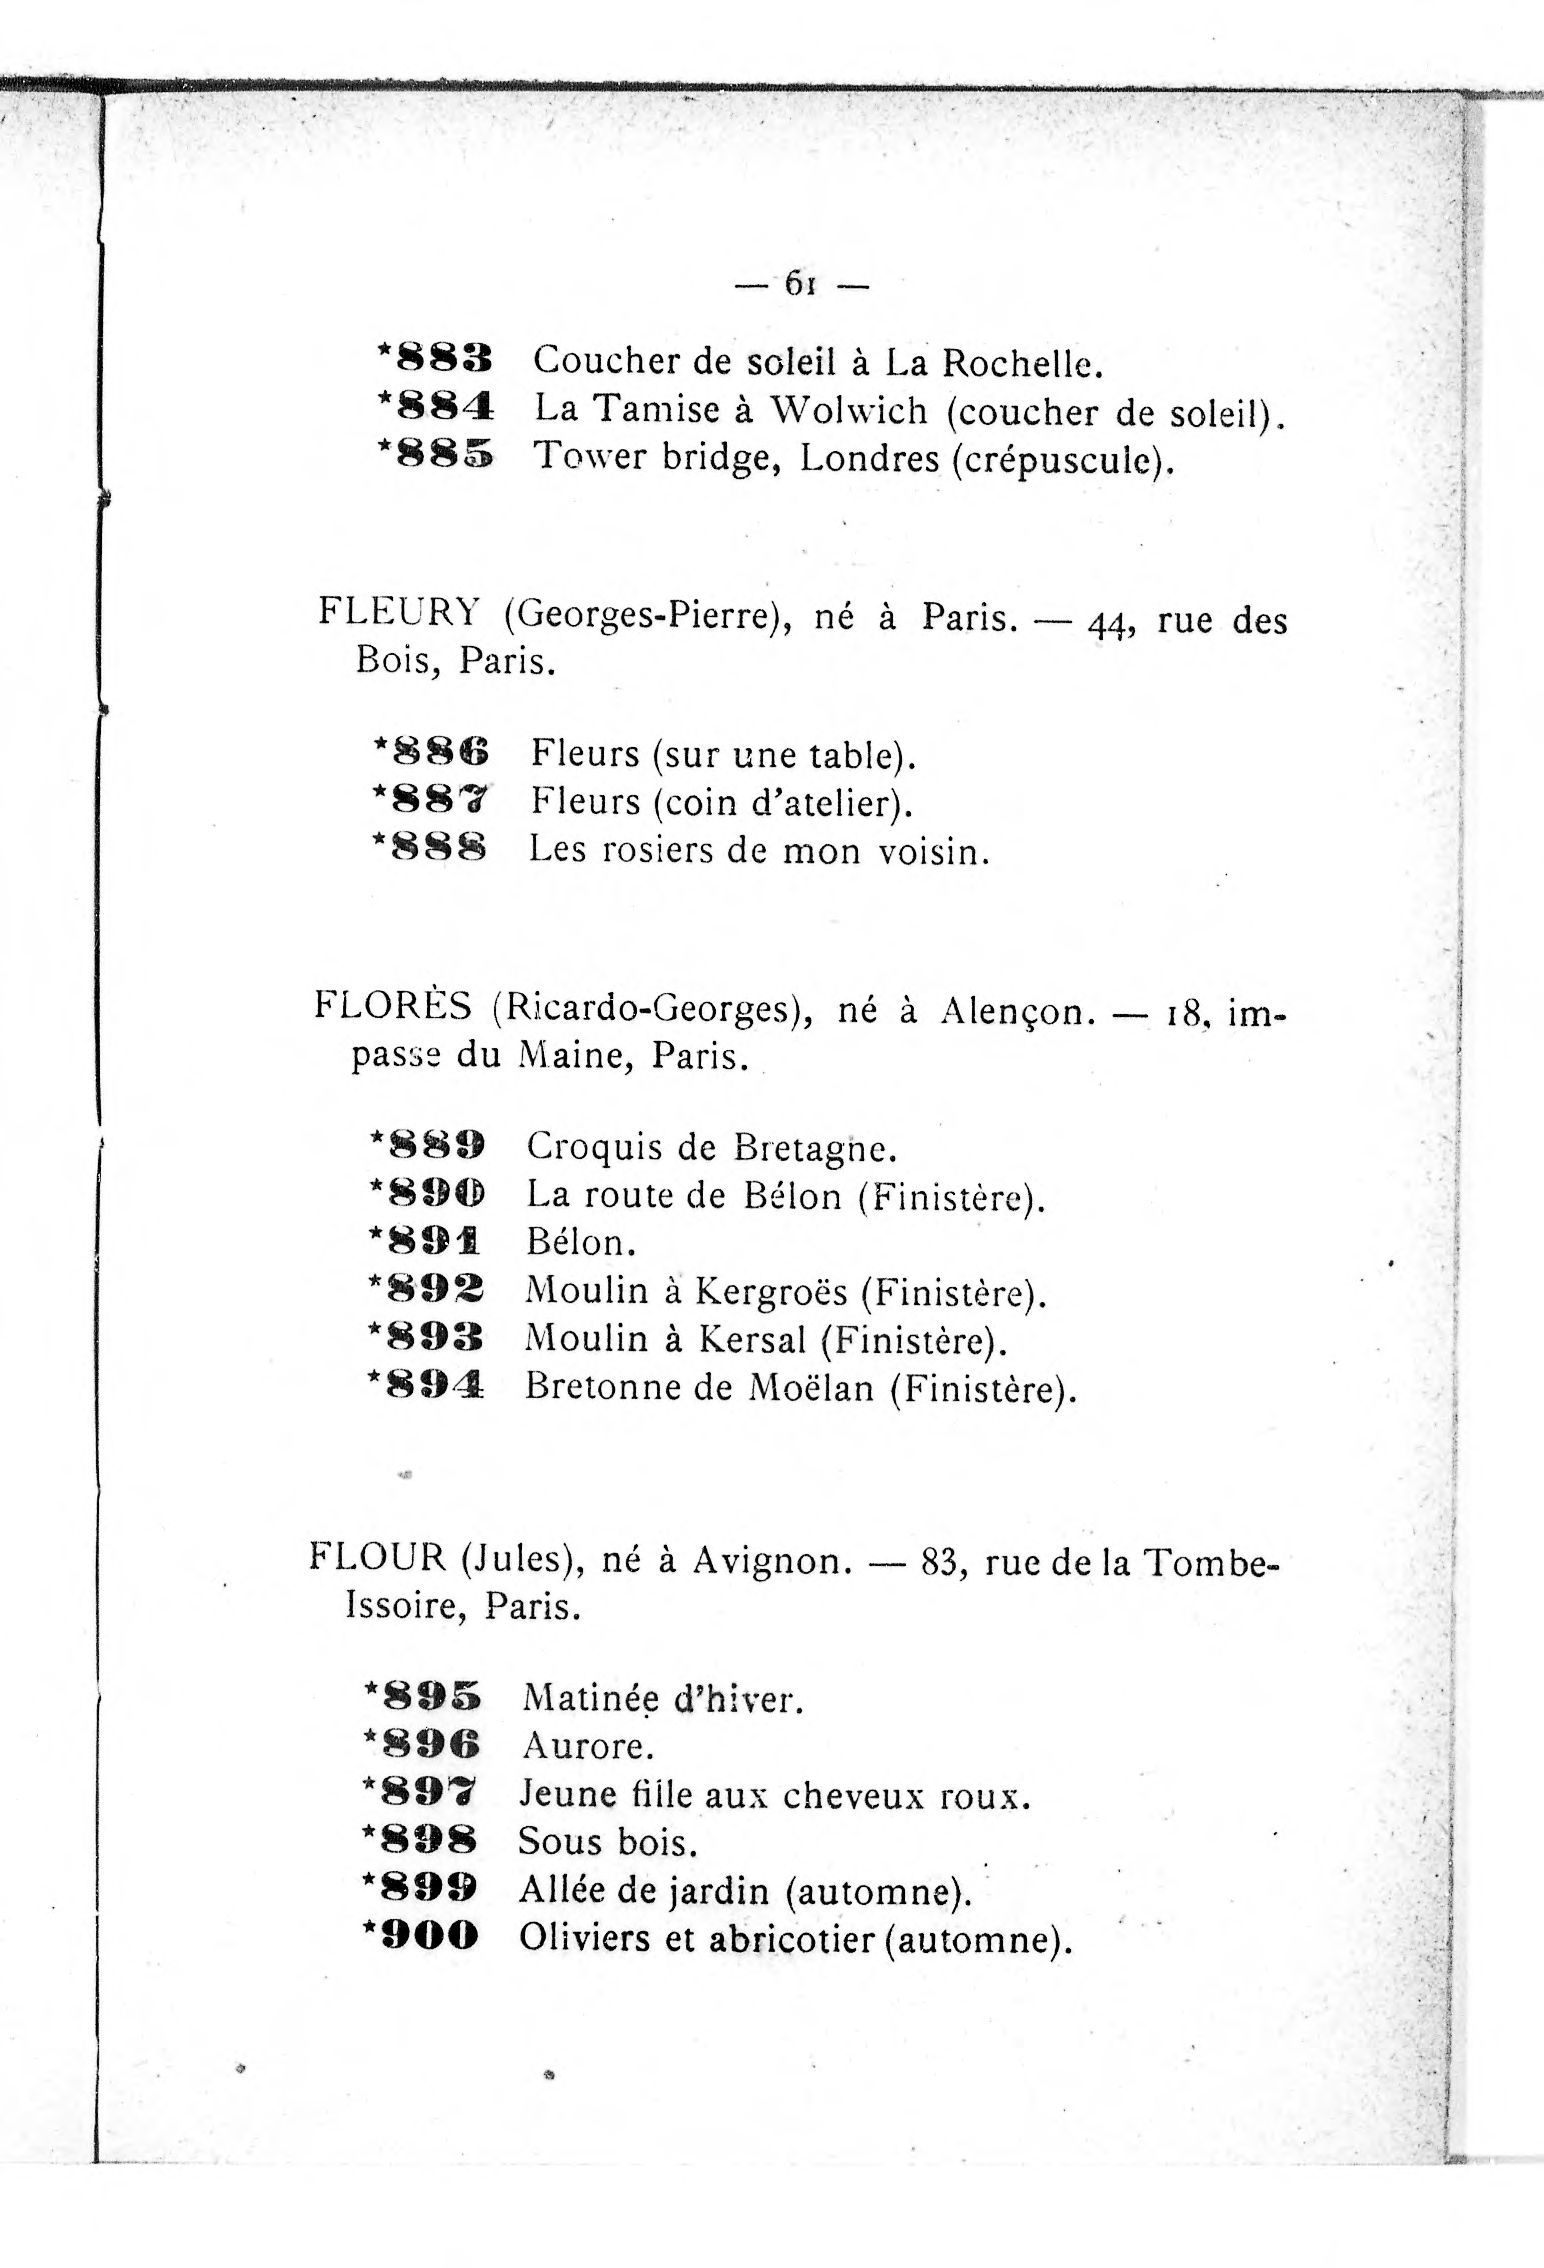 — 61 —
*883 Coucher de soleil à La Rochelle.
*884 La Tamise à Wolwich (coucher de soleil).
*885 Tower bridge, Londres (crépuscule).
FLEURY (Georges-Pierre), né à Paris. — 44, rue des
Bois, Paris.
*886 Fleurs (sur une table).
*887 Fleurs (coin d'atelier).
*888 Les rosiers de mon voisin.
FLORÈS (Ricardo-Georges), né à Alençon. — 18, im-
passe du Maine, Paris.
*889 Croquis de Bretagne.
*890 La route de Bélon (Finistère).
*891 Bélon.
*892 Moulin à Kergroës (Finistère).
*893 Moulin à Kersal (Finistère).
*894 Bretonne de Moëlan (Finistère).
FLOUR (Jules), né à Avignon. — 83, rue de la Tombe-
Issoire, Paris.
*895 Matinée d'hiver.
*896 Aurore.
*897 Jeune fille aux cheveux roux.
*898 Sous bois.
*899 Allée de jardin (automne).
*900 Oliviers et abricotier (automne).